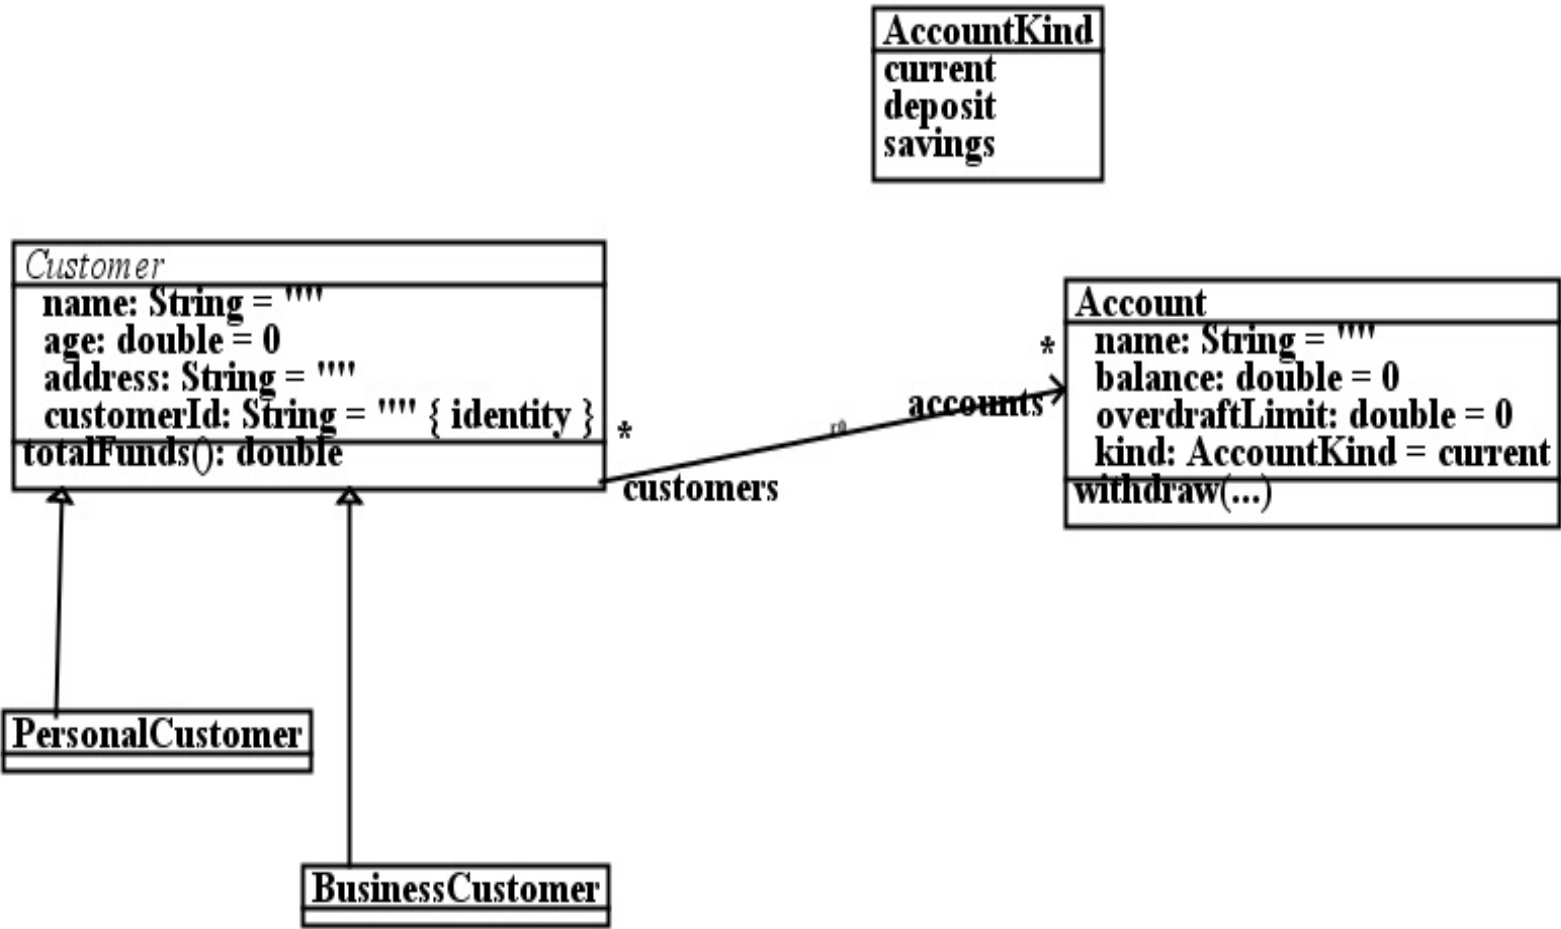 AccountKind
current
deposit
savings
Customer
name: String = ""
age: double = 0
address: String = ""
customerId: String = "" { identity }
totalFunds(): double
*
customers
r0
accounts
*
Account
name: String = ""
balance: double = 0
overdraftLimit: double = 0
kind: AccountKind = current
withdraw(...)
PersonalCustomer
BusinessCustomer